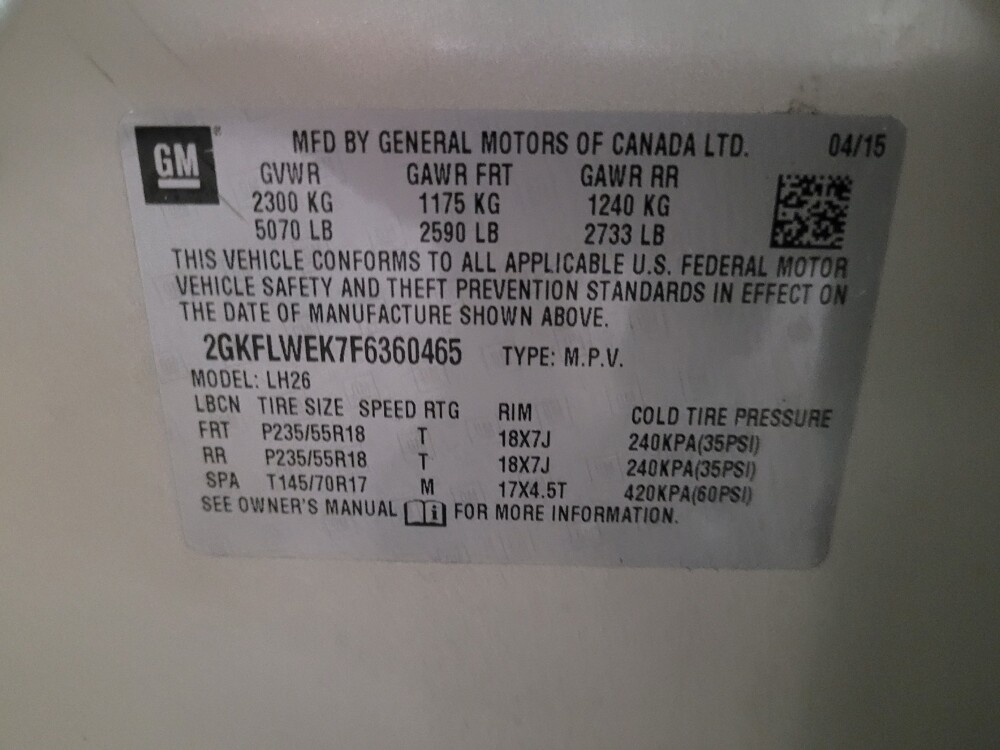 GM
MFD BY GENERAL MOTORS OF CANADA LTD. 04/15
GVWR GAWR FRT GAWR RR
2300 KG 1175 KG 1240 KG
5070 LB 2590 LB 2733 LB
THIS VEHICLE CONFORMS TO ALL APPLICABLE U.S. FEDERAL MOTOR
VEHICLE SAFETY AND THEFT PREVENTION STANDARDS IN EFFECT ON
THE DATE OF MANUFACTURE SHOWN ABOVE.
2GKFLWEK7F6360465 TYPE: M.P.V.
MODEL: LH26
LBCN TIRE SIZE SPEED RTG RIM COLD TIRE PRESSURE
FRT P235/55R18 T 18X7J 240KPA(35PSI)
RR P235/55R18 T 18X7J 240KPA(35PSI)
SPA T145/70R17 M 17X4.5T 420KPA(60PSI)
SEE OWNER'S MANUAL i FOR MORE INFORMATION.